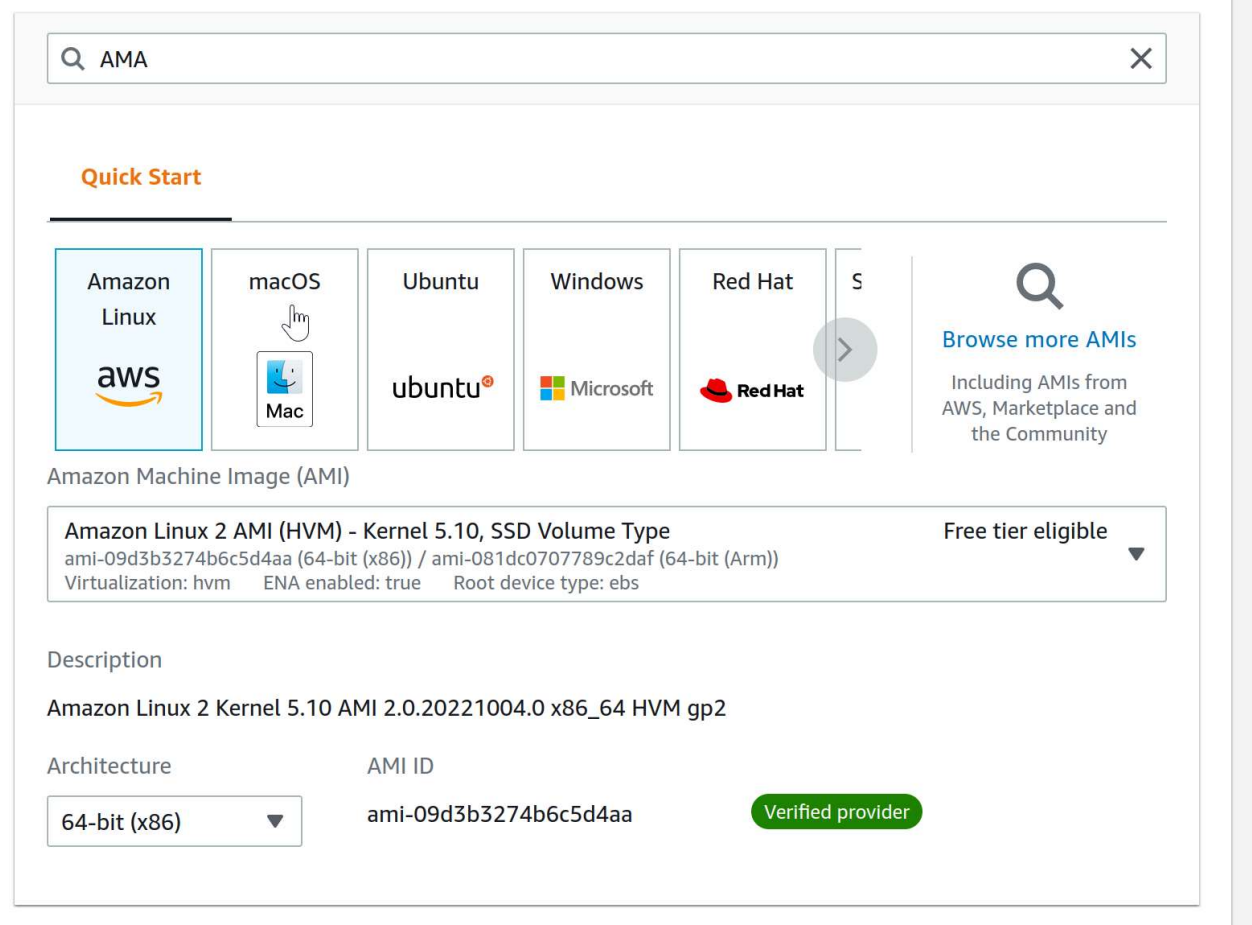 AMA
Quick Start
Amazon
Linux
aws
macOS
Mac
Ubuntu
ubuntu
Windows
Microsoft
Red Hat
Red Hat
S
Browse more AMIs
Including AMIs from
AWS, Marketplace and
the Community
Amazon Machine Image (AMI)
Amazon Linux 2 AMI (HVM) - Kernel 5.10, SSD Volume Type
Free tier eligible
ami-09d3b3274b6c5d4aa (64-bit (x86)) / ami-081dc0707789c2daf (64-bit (Arm))
Virtualization: hvm ENA enabled: true Root device type: ebs
Description
Amazon Linux 2 Kernel 5.10 AMI 2.0.20221004.0 x86_64 HVM gp2
Architecture
AMI ID
64-bit (x86)
ami-09d3b3274b6c5d4aa
Verified provider